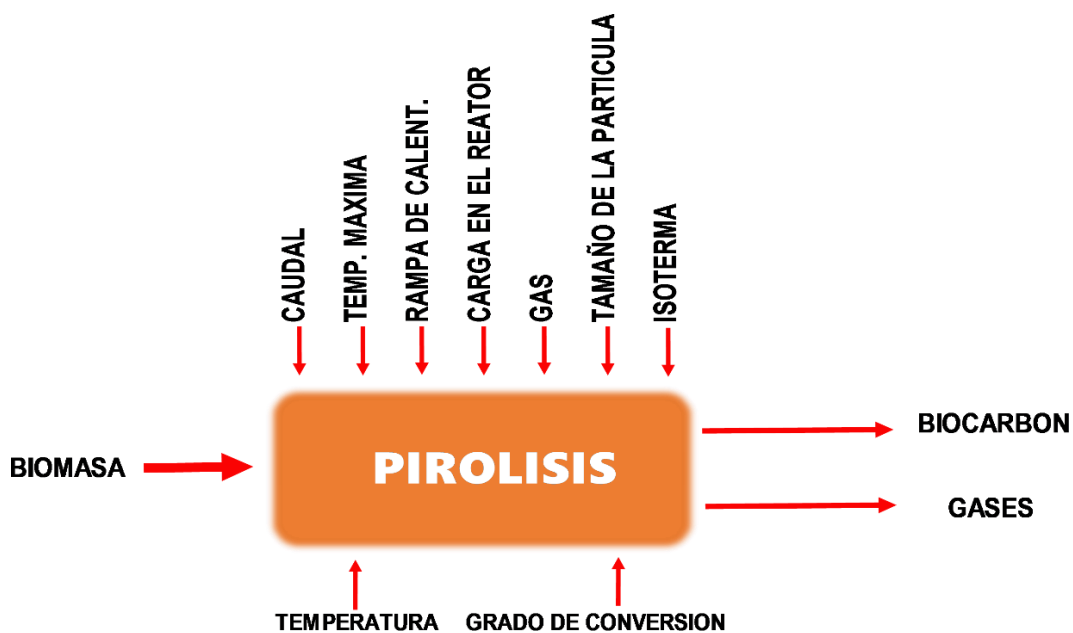 CAUDAL
TEMP. MAXIMA
RAMPA DE CALENT.
CARGA EN EL REATOR
GAS
TAMAÑO DE LA PARTICULA
ISOTERMA
BIOMASA
PIROLISIS
BIOCARBON
GASES
TEMPERATURA
GRADO DE CONVERSION